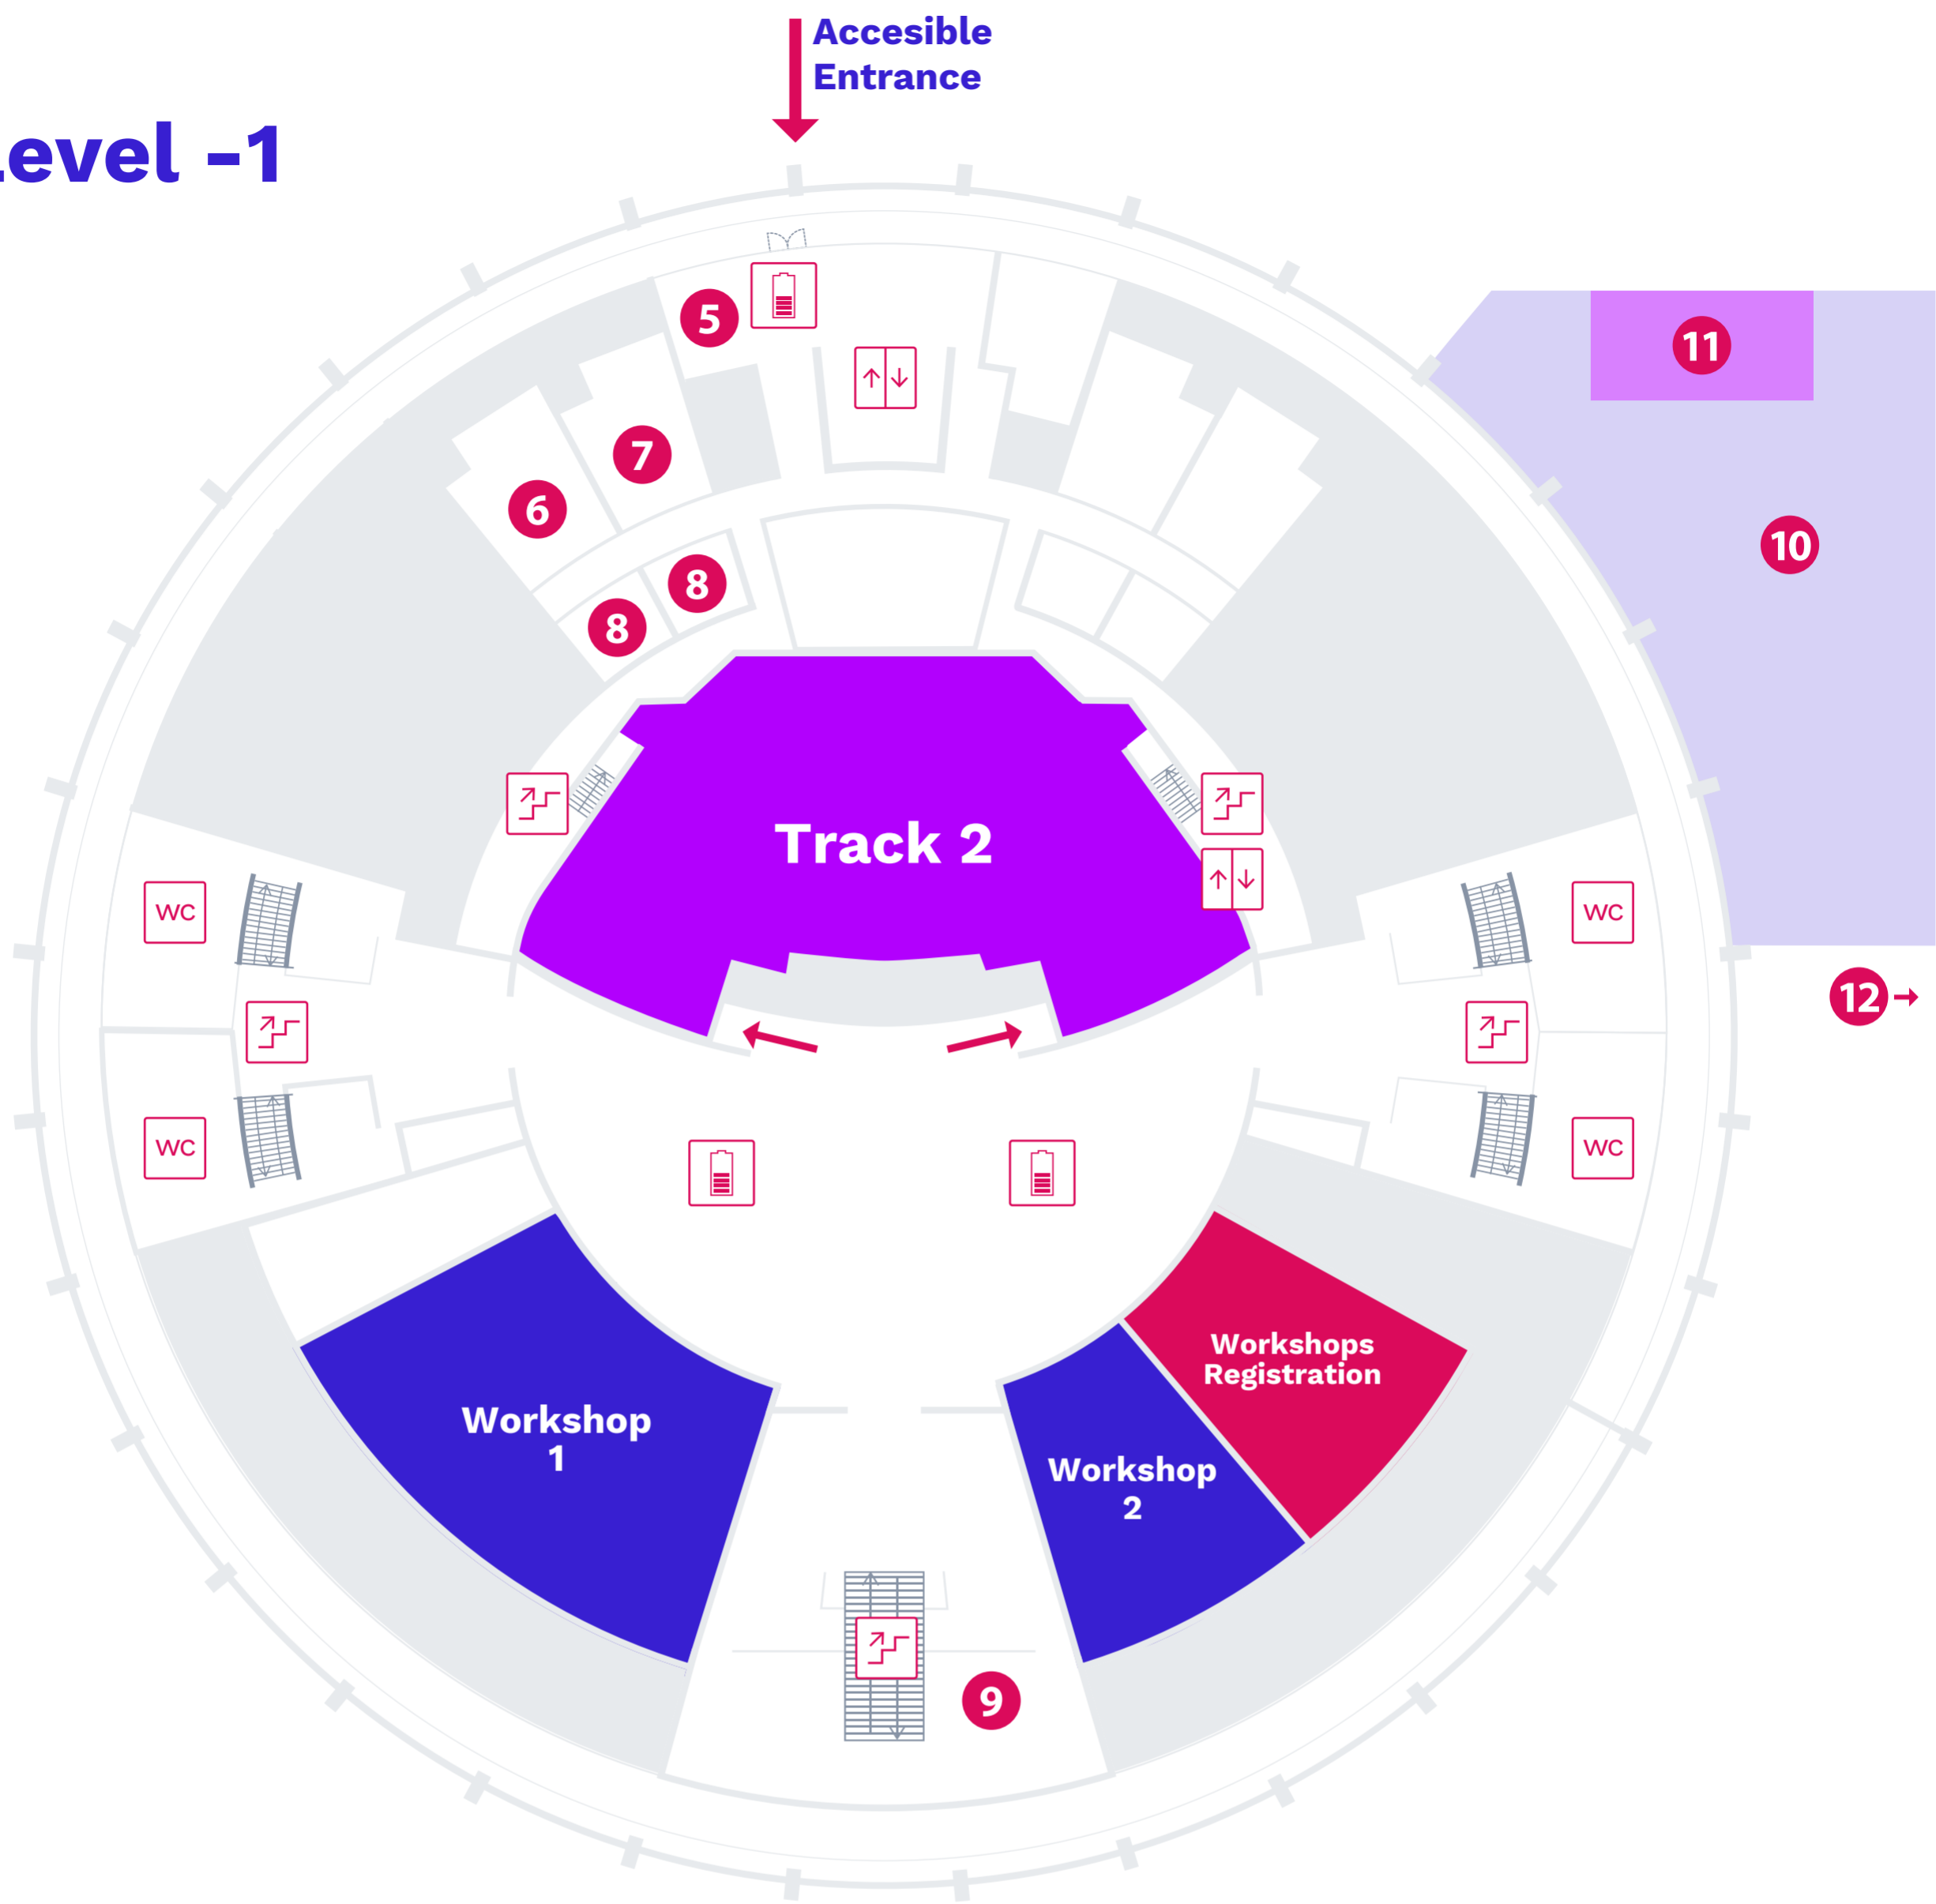 Accesible
Entrance
evel -1
5
11
7
6
10
8
8
Track 2
WC
WC
12
WC
WC
Workshops
Registration
Workshop
1
Workshop
2
9